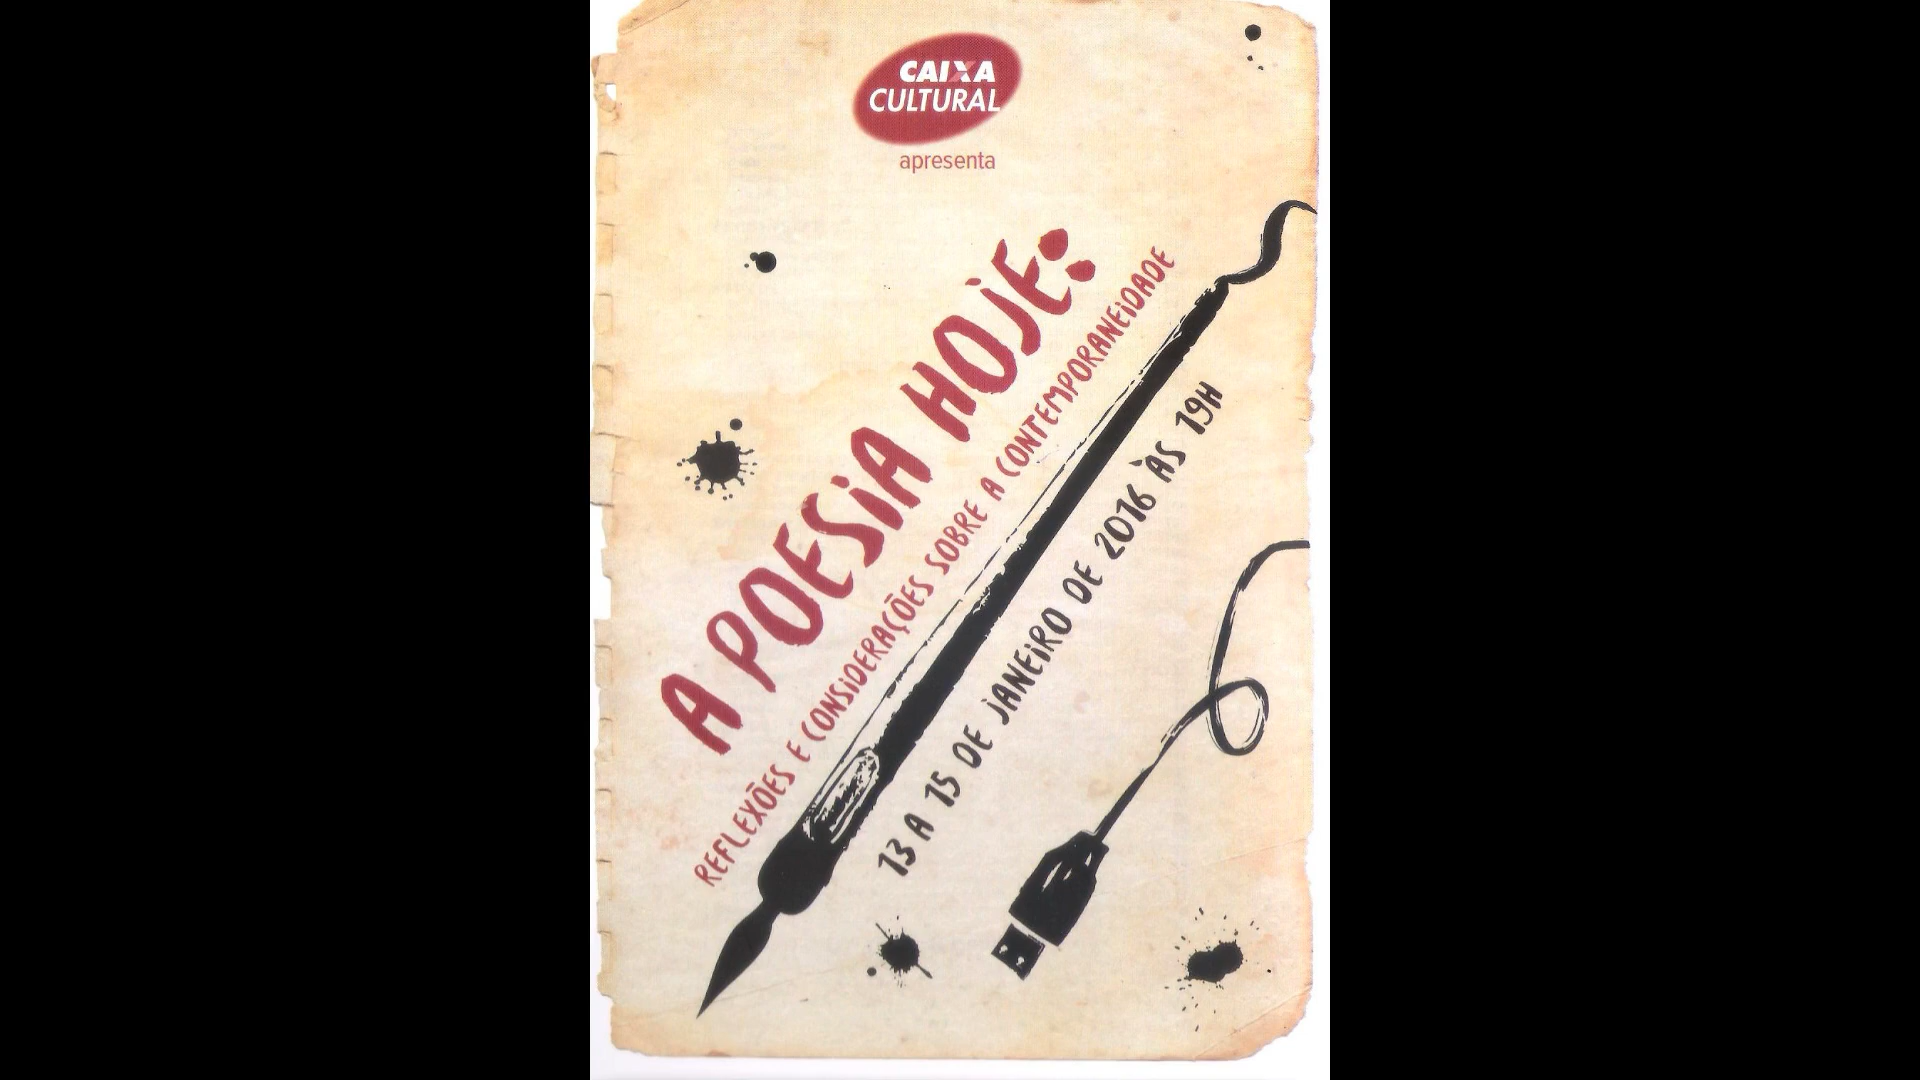 CAIXA
CULTURAL
apresenta
A POESIA HOJE:
REFLEXÕES E CONSIDERAÇÕES SOBRE A CONTEMPORANEIDADE
13 A 15 DE JANEIRO DE 2016 ÀS 19H